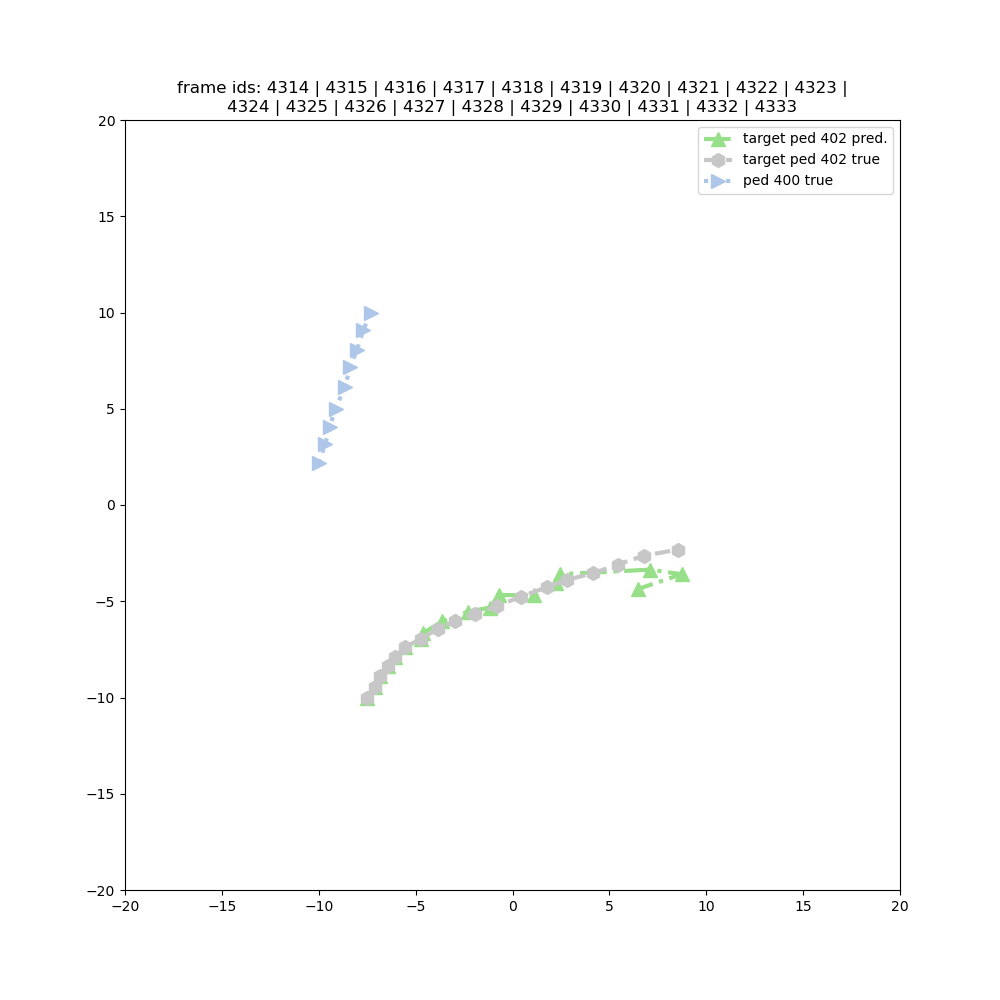 frame ids: 4314 | 4315 | 4316 | 4317 | 4318 | 4319 | 4320 | 4321 | 4322 | 4323 |
4324 | 4325 | 4326 | 4327 | 4328 | 4329 | 4330 | 4331 | 4332 | 4333
20
target ped 402 pred.
target ped 402 true
ped 400 true
15
10
5
0
−5
−10
−15
−20
−20 −15 −10 −5 0 5 10 15 20